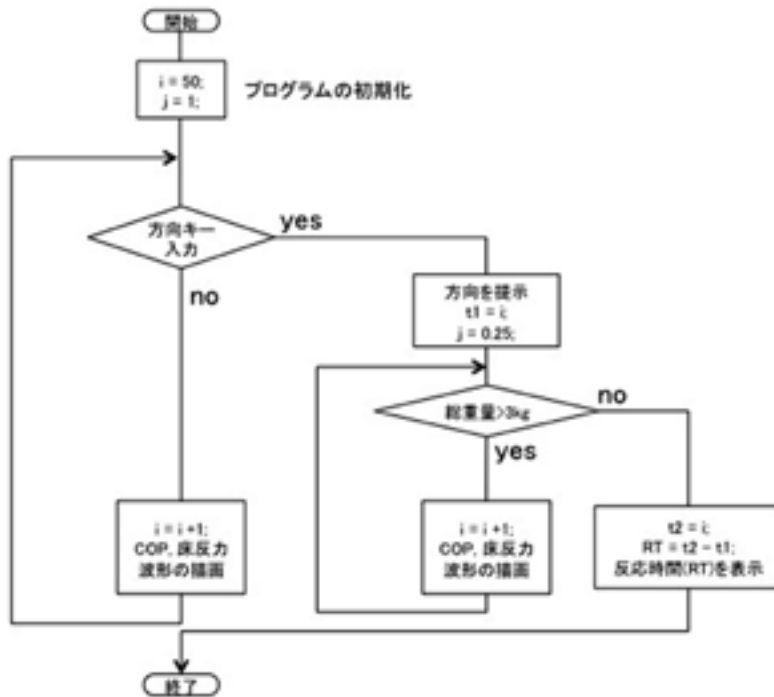 開始
i = 50;
j = 1;
プログラムの初期化
方向キー
入力
yes
no
方向を提示
t1 = i;
j = 0.25;
総重量>3kg
no
yes
i = i +1;
COP, 床反力
波形の描画
i = i +1;
COP, 床反力
波形の描画
t2 = i;
RT = t2 − t1;
反応時間(RT)を表示
終了